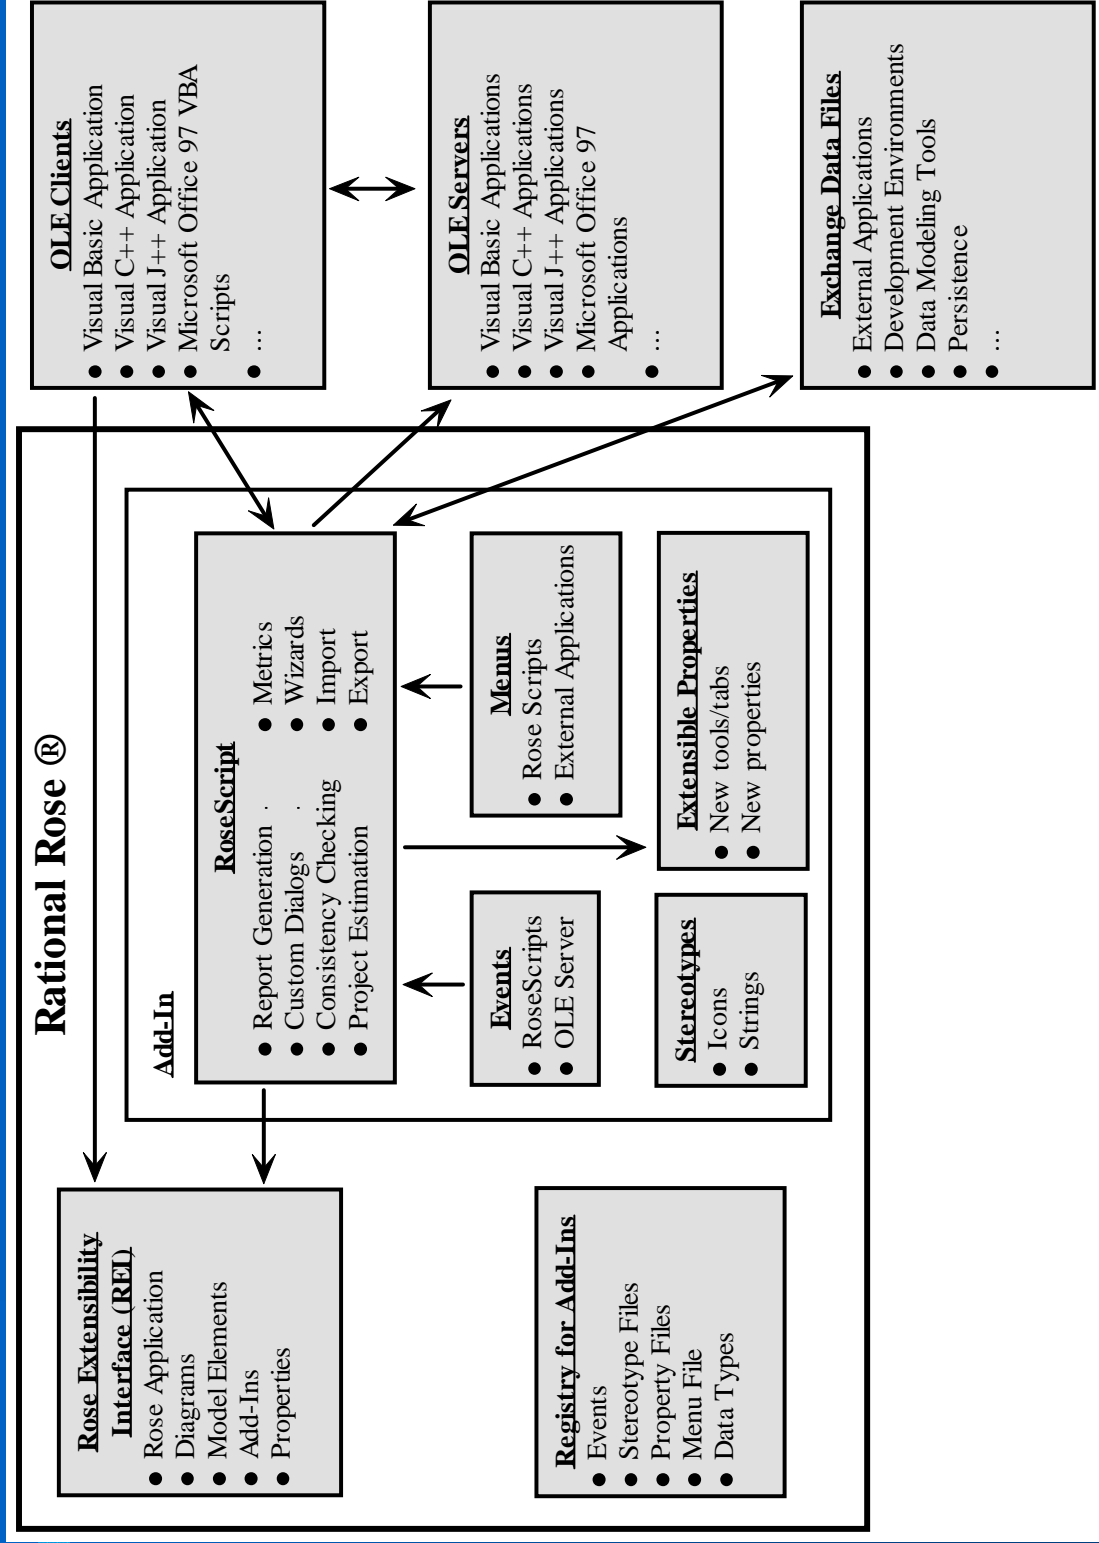 Rational Rose ®
Rose Extensibility
Interface (REI)
● Rose Application
● Diagrams
● Model Elements
● Add-Ins
● Properties
Registry for Add-Ins
● Events
● Stereotype Files
● Property Files
● Menu File
● Data Types
Add-In
RoseScript
● Report Generation . ● Metrics
● Custom Dialogs . ● Wizards
● Consistency Checking ● Import
● Project Estimation ● Export
Events
● RoseScripts
● OLE Server
Menus
● Rose Scripts
● External Applications
Stereotypes
● Icons
● Strings
Extensible Properties
● New tools/tabs
● New properties
OLE Clients
● Visual Basic Application
● Visual C++ Application
● Visual J++ Application
● Microsoft Office 97 VBA
Scripts
● ...
OLE Servers
● Visual Basic Applications
● Visual C++ Applications
● Visual J++ Applications
● Microsoft Office 97
Applications
● ...
Exchange Data Files
● External Applications
● Development Environments
● Data Modeling Tools
● Persistence
● ...